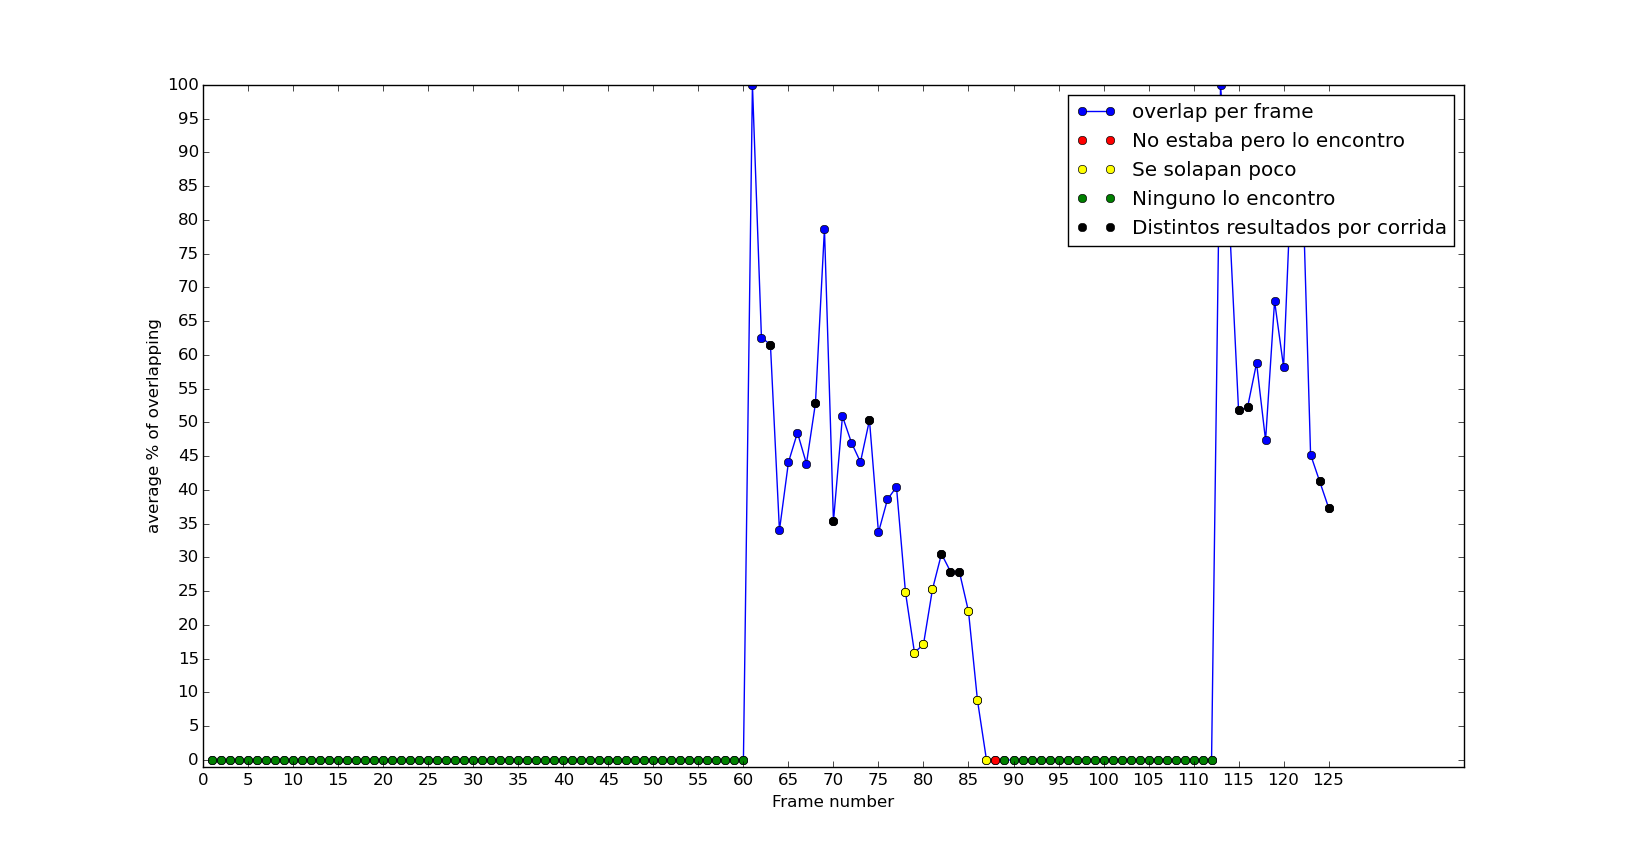 100
95
90
85
80
75
70
65
60
55
50
45
40
35
30
25
20
15
10
5
0
average % of overlapping
overlap per frame
No estaba pero lo encontro
Se solapan poco
Ninguno lo encontro
Distintos resultados por corrida
0 5 10 15 20 25 30 35 40 45 50 55 60 65 70 75 80 85 90 95 100 105 110 115 120 125
Frame number